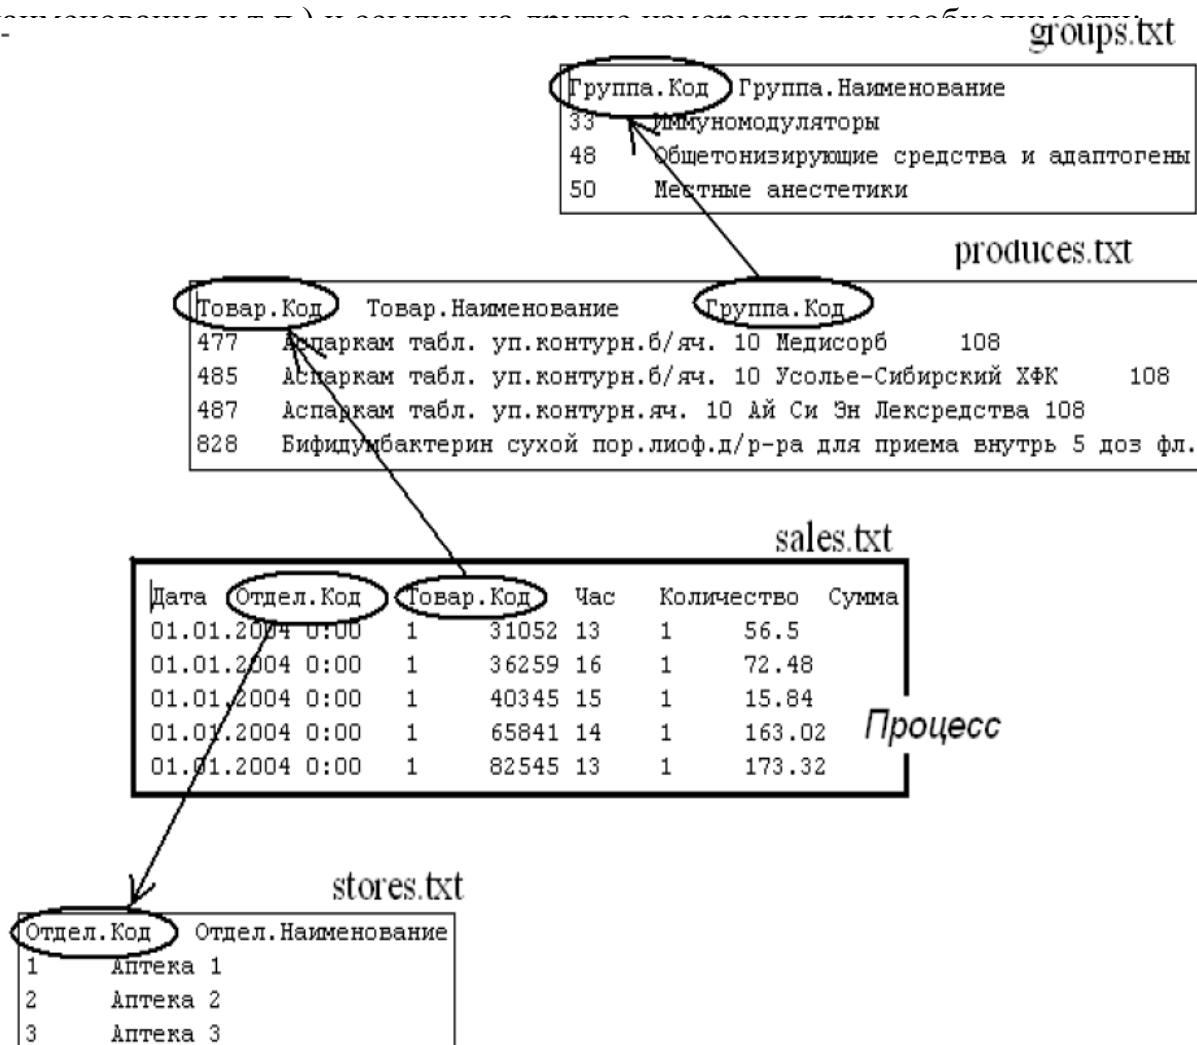 аименования и т.п.) и ссылки на другие измерения при необходимости:
-
groups.txt
Группа.Код Группа.Наименование
33 Иммуномодуляторы
48 Общетонизирующие средства и адаптогены
50 Местные анестетики
produces.txt
Товар.Код Товар.Наименование Группа.Код
477 Аспаркам табл. уп.контурн.б/яч. 10 Медисорб 108
485 Аспаркам табл. уп.контурн.б/яч. 10 Усолье-Сибирский ХФК 108
487 Аспаркам табл. уп.контурн.яч. 10 Ай Си Эн Лексредства 108
828 Бифидумбактерин сухой пор.лиоф.д/р-ра для приема внутрь 5 доз фл.
sales.txt
Дата Отдел.Код Товар.Код Час Количество Сумма
01.01.2004 0:00 1 31052 13 1 56.5
01.01.2004 0:00 1 36259 16 1 72.48
01.01.2004 0:00 1 40345 15 1 15.84
01.01.2004 0:00 1 65841 14 1 163.02
01.01.2004 0:00 1 82545 13 1 173.32
Процесс
stores.txt
Отдел.Код Отдел.Наименование
1 Аптека 1
2 Аптека 2
3 Аптека 3